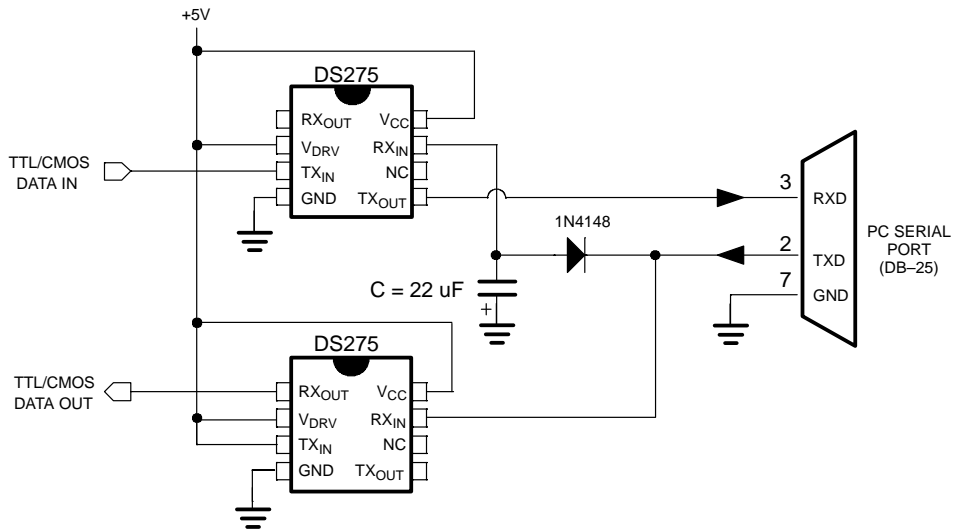 +5V
DS275
RXOUT
VCC
VDRV
RXIN
TXIN
NC
GND
TXOUT
TTL/CMOS
DATA IN
1N4148
C = 22 uF
+
3
RXD
2
TXD
7
GND
PC SERIAL
PORT
(DB–25)
DS275
RXOUT
VCC
VDRV
RXIN
TXIN
NC
GND
TXOUT
TTL/CMOS
DATA OUT